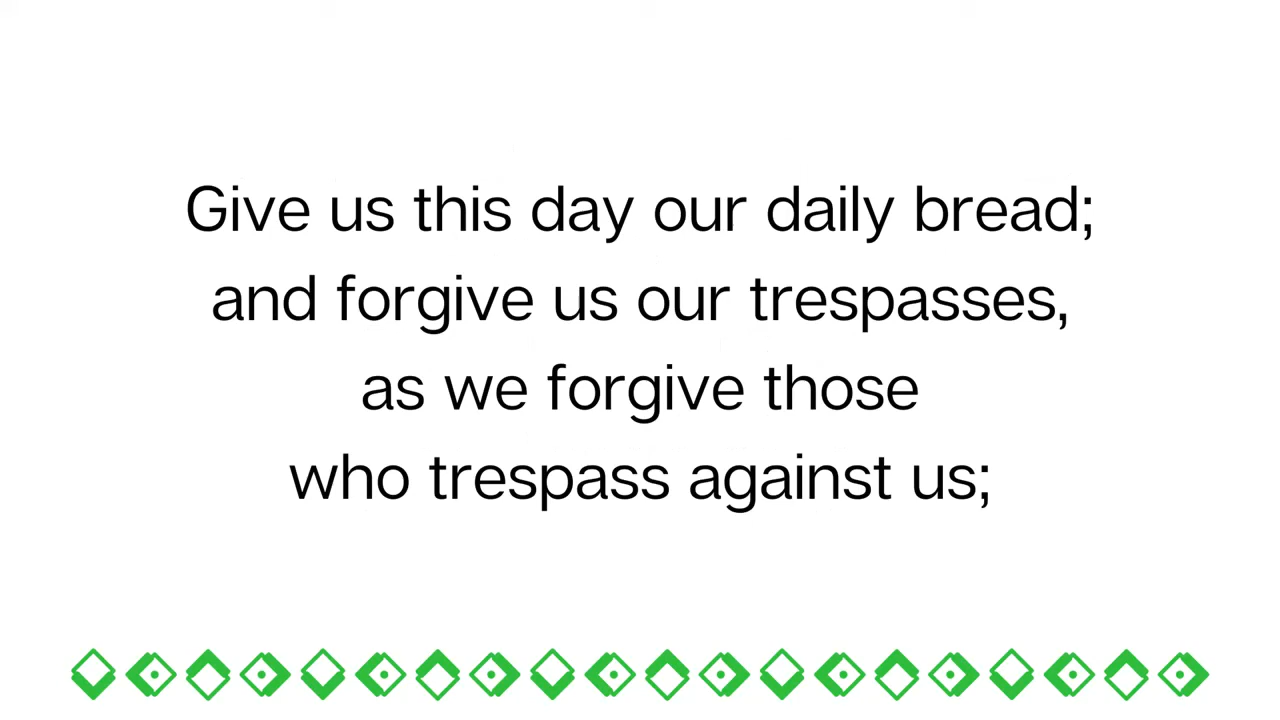 Give us this day our daily bread;
and forgive us our trespasses,
as we forgive those
who trespass against us;